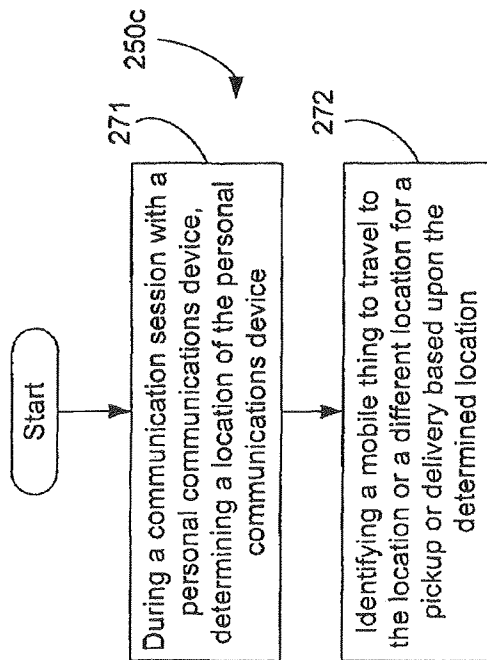 Start
250c
271
During a communication session with a
personal communications device,
determining a location of the personal
communications device
272
Identifying a mobile thing to travel to
the location or a different location for a
pickup or delivery based upon the
determined location